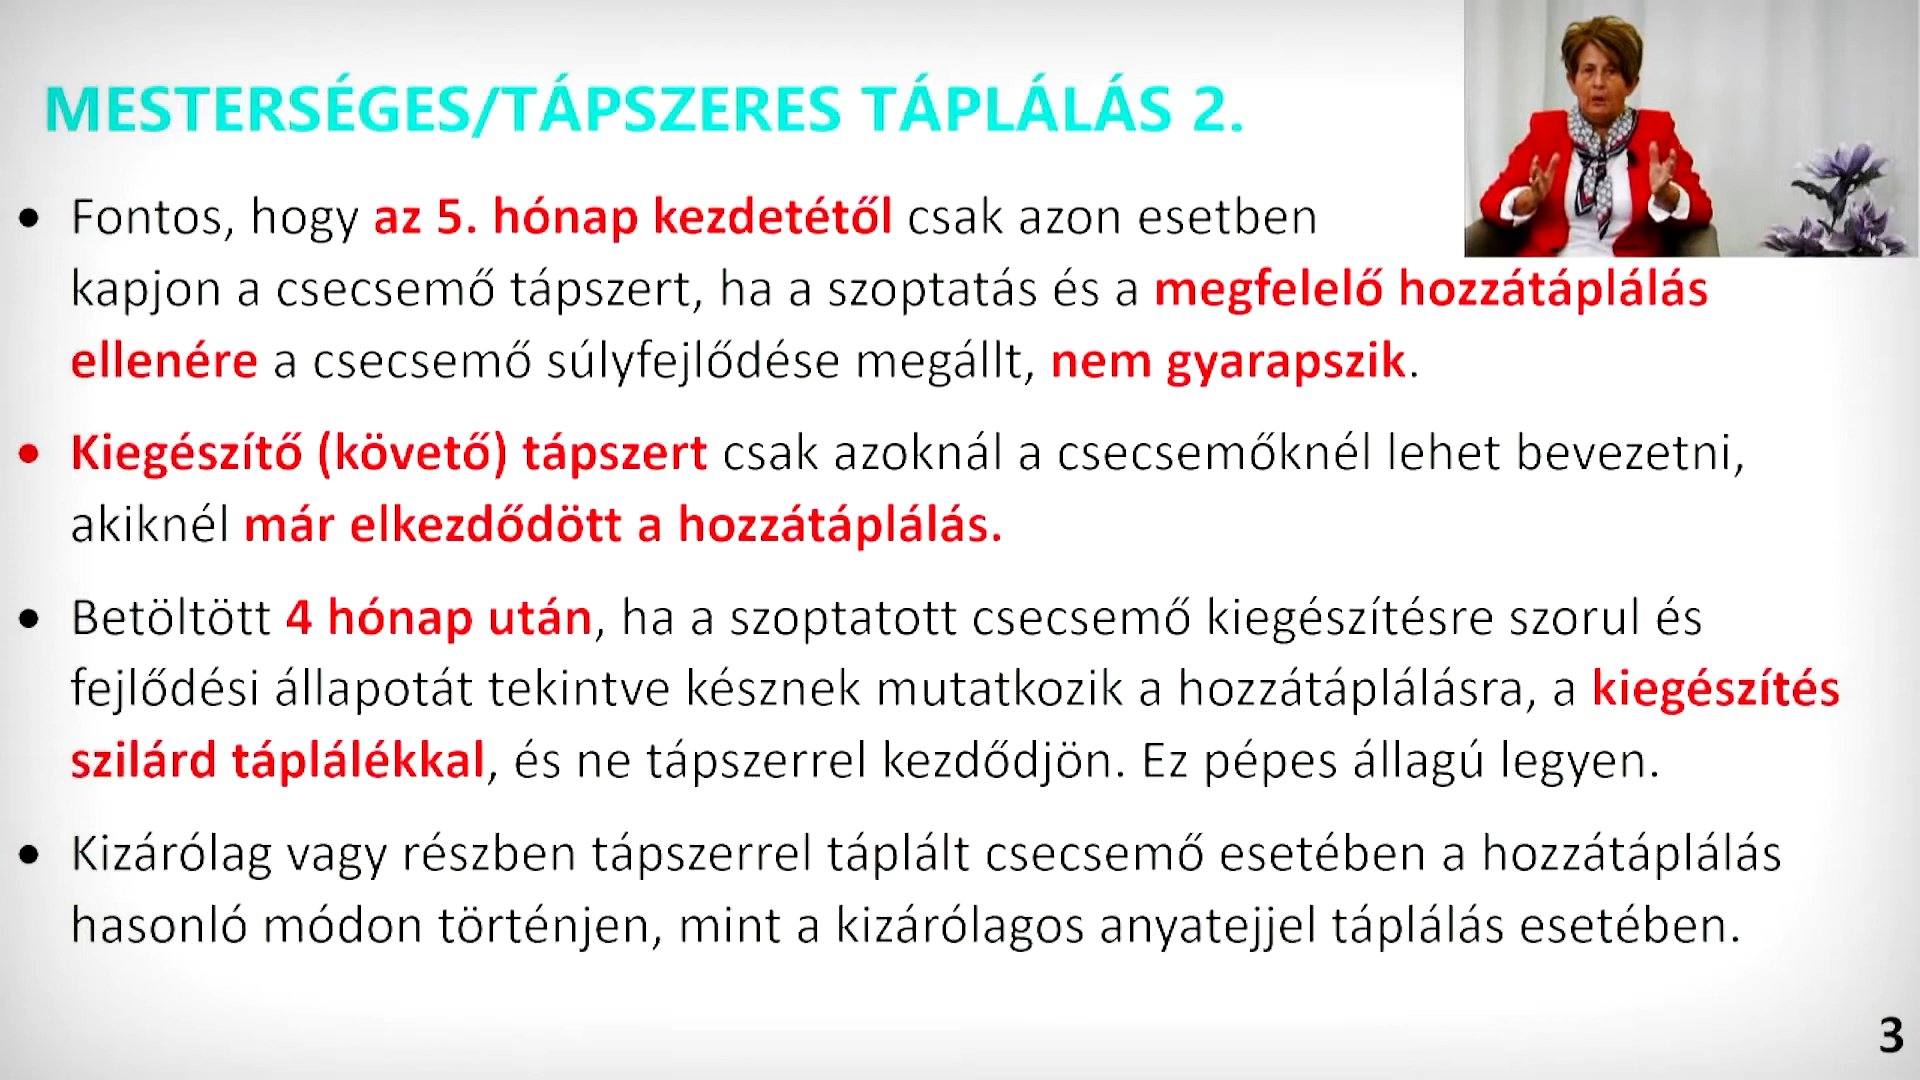 MESTERSÉGES/TÁPSZERES TÁPLÁLÁS 2.
• Fontos, hogy az 5. hónap kezdetétől csak azon esetben
kapjon a csecsemő tápszert, ha a szoptatás és a megfelelő hozzátáplálás
ellenére a csecsemő súlyfejlődése megállt, nem gyarapszik.
• Kiegészítő (követő) tápszert csak azoknál a csecsemőknél lehet bevezetni,
akiknél már elkezdődött a hozzátáplálás.
• Betöltött 4 hónap után, ha a szoptatott csecsemő kiegészítésre szorul és
fejlődési állapotát tekintve késznek mutatkozik a hozzátáplálásra, a kiegészítés
szilárd táplálékkal, és ne tápszerrel kezdődjön. Ez pépes állagú legyen.
• Kizárólag vagy részben tápszerrel táplált csecsemő esetében a hozzátáplálás
hasonló módon történjen, mint a kizárólagos anyatejjel táplálás esetében.
3